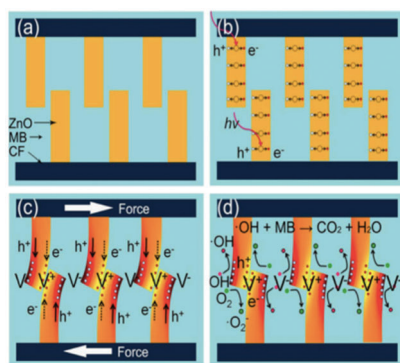 (a)
ZnO
MB
CF
(b)
h⁺ e⁻
hν
h⁺ e⁻
(c)
Force
h⁺ e⁻ h⁺ e⁻ h⁺ e⁻
V⁻ V⁺ V⁻ V⁺ V⁻ V⁺ V⁻
e⁻ h⁺ e⁻ h⁺ e⁻ h⁺
Force
(d)
·OH + MB → CO₂ + H₂O
·OH
h⁺
OH⁻ V⁺ V⁻ V⁺ V⁻ V⁺ V⁻
O₂ e⁻
·O₂⁻